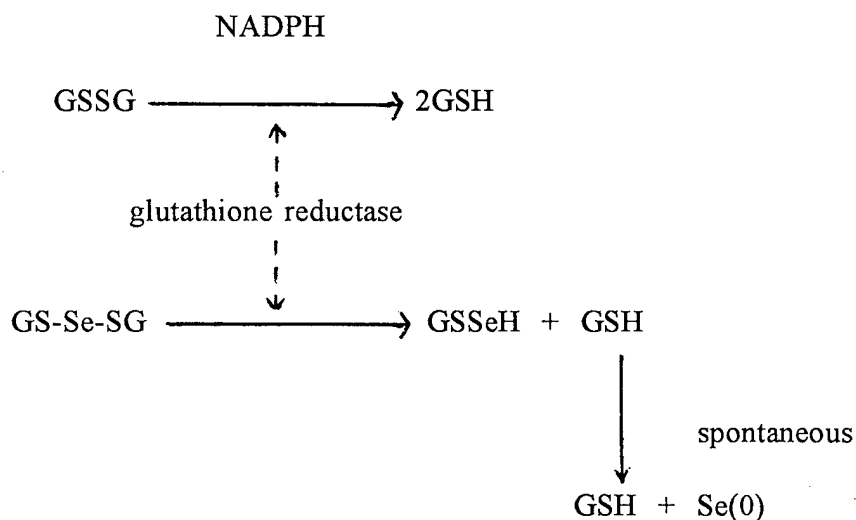 NADPH
GSSG 2GSH
glutathione reductase
GS-Se-SG GSSeH + GSH
spontaneous
GSH + Se(0)